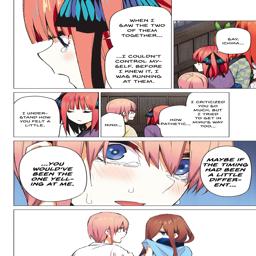 SAY,
ICHIKA...
WHEN I
SAW THE TWO
OF THEM
TOGETHER...
...I COULDN'T
CONTROL MY-
SELF. BEFORE
I KNEW IT, I
WAS RUNNING
AT THEM.
I CRITICIZED
YOU SO
MUCH, BUT
I TRIED
TO GET IN
MIKU'S WAY
TOO...
HOW
PATHETIC.
NINO...
I UNDER-
STAND HOW
YOU FELT A
LITTLE.
MAYBE IF
THE TIMING
HAD BEEN
A LITTLE
DIFFER-
ENT...
...YOU
WOULD'VE
BEEN THE
ONE YELL-
ING AT ME.